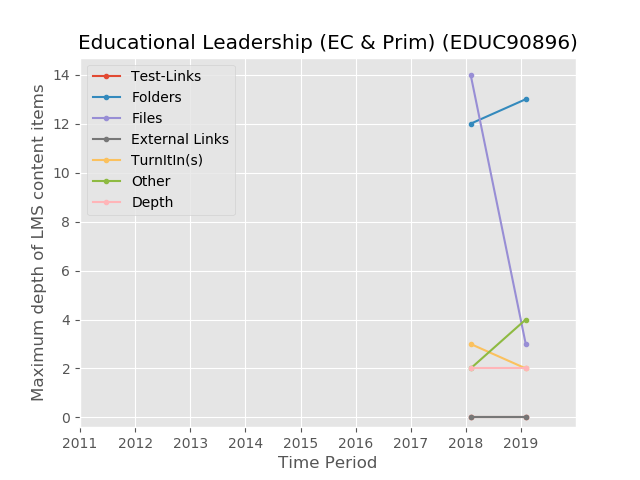 Educational Leadership (EC & Prim) (EDUC90896)
Maximum depth of LMS content items
14
12
10
8
6
4
2
0
Test-Links
Folders
Files
External Links
TurnItIn(s)
Other
Depth
2011 2012 2013 2014 2015 2016 2017 2018 2019
Time Period